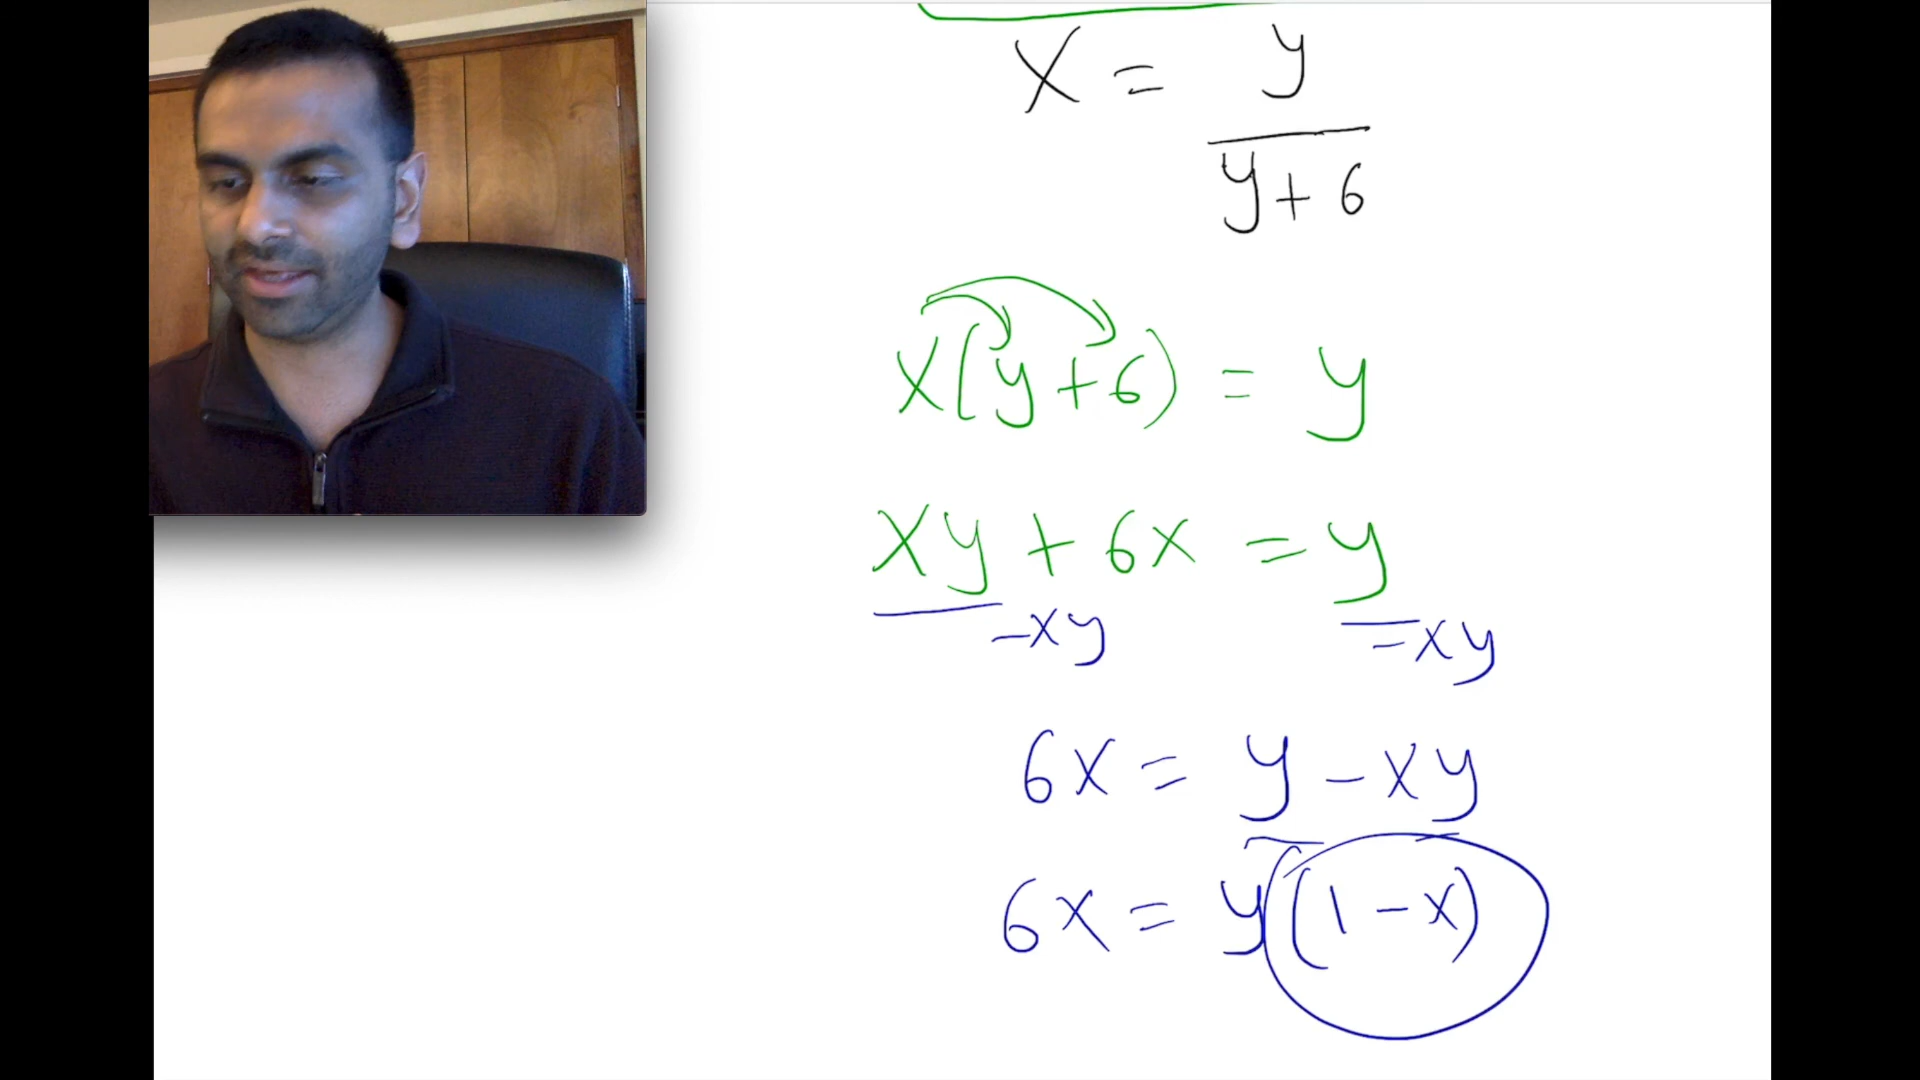 x = y / y + 6
x(y + 6) = y
xy + 6x = y
-xy = xy
6x = y - xy
6x = y(1 - x)